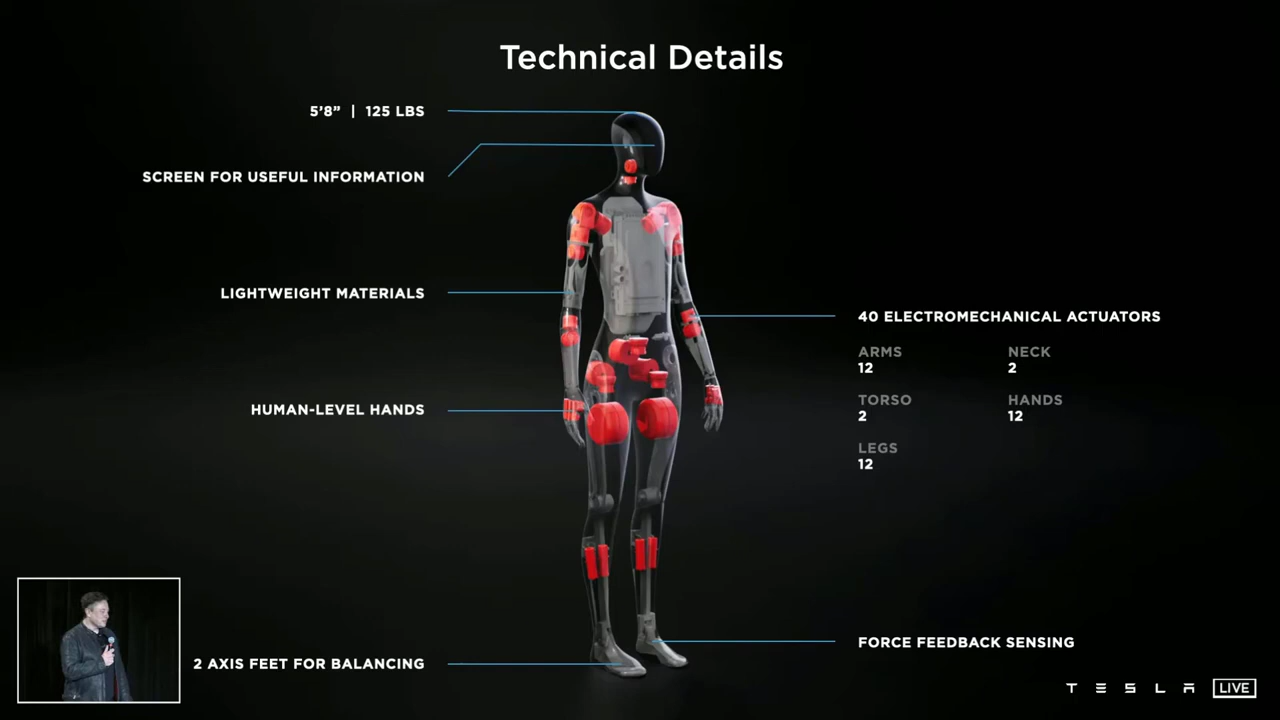 Technical Details
5’8” | 125 LBS
SCREEN FOR USEFUL INFORMATION
LIGHTWEIGHT MATERIALS
HUMAN-LEVEL HANDS
2 AXIS FEET FOR BALANCING
40 ELECTROMECHANICAL ACTUATORS
ARMS NECK
12 2
TORSO HANDS
2 12
LEGS
12
FORCE FEEDBACK SENSING
TESLA LIVE